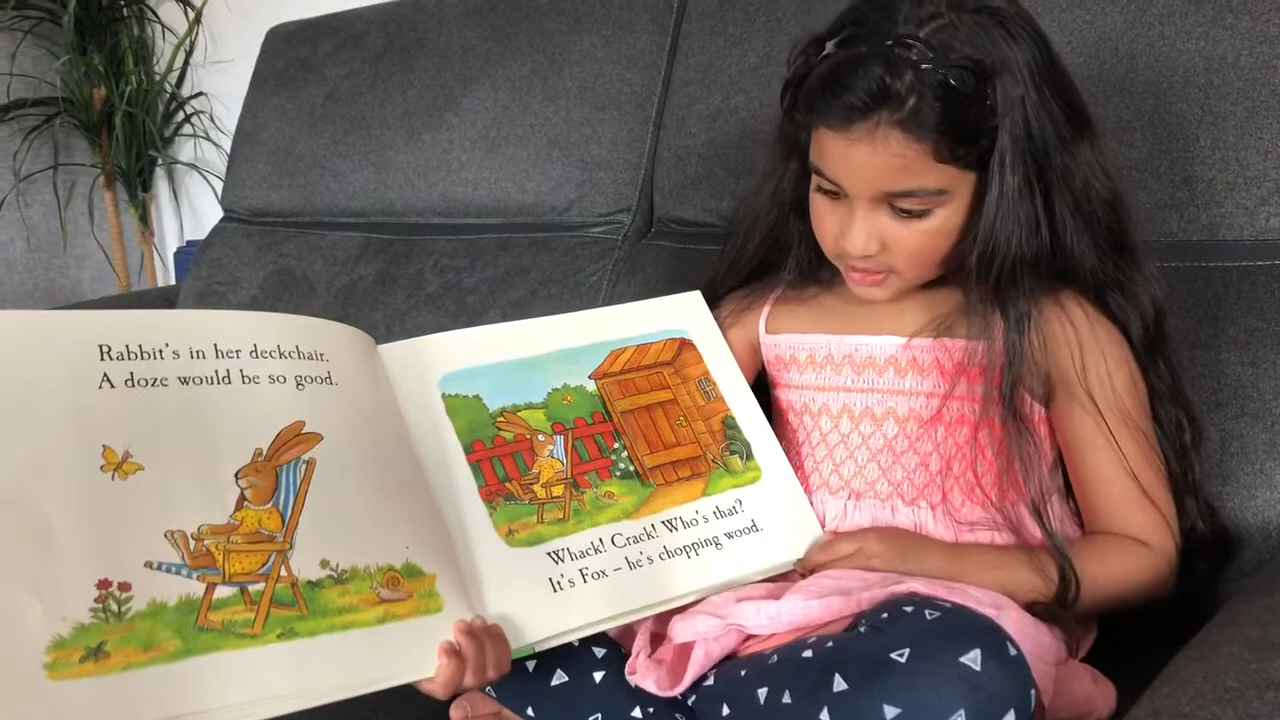 Rabbit's in her deckchair.
A doze would be so good.
Whack! Crack! Who's that?
It's Fox – he's chopping wood.